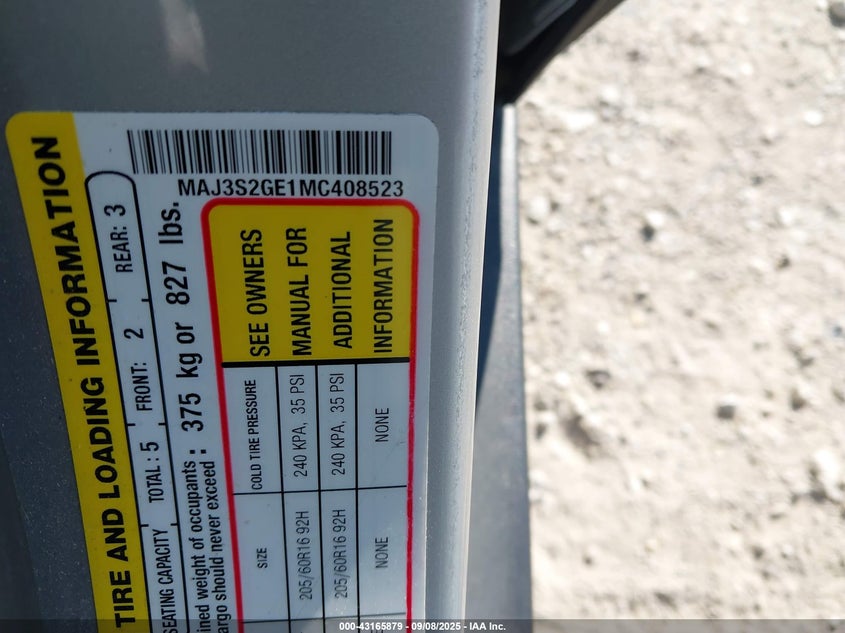 MAJ3S2GE1MC408523
TIRE AND LOADING INFORMATION
SEATING CAPACITY TOTAL : 5 FRONT: 2 REAR: 3
ined weight of occupants : 375 kg or 827 lbs.
argo should never exceed :
SIZE COLD TIRE PRESSURE SEE OWNERS
205/60R16 92H 240 KPA, 35 PSI MANUAL FOR
205/60R16 92H 240 KPA, 35 PSI ADDITIONAL
NONE NONE INFORMATION
000-43165879 - 09/08/2025 - IAA Inc.